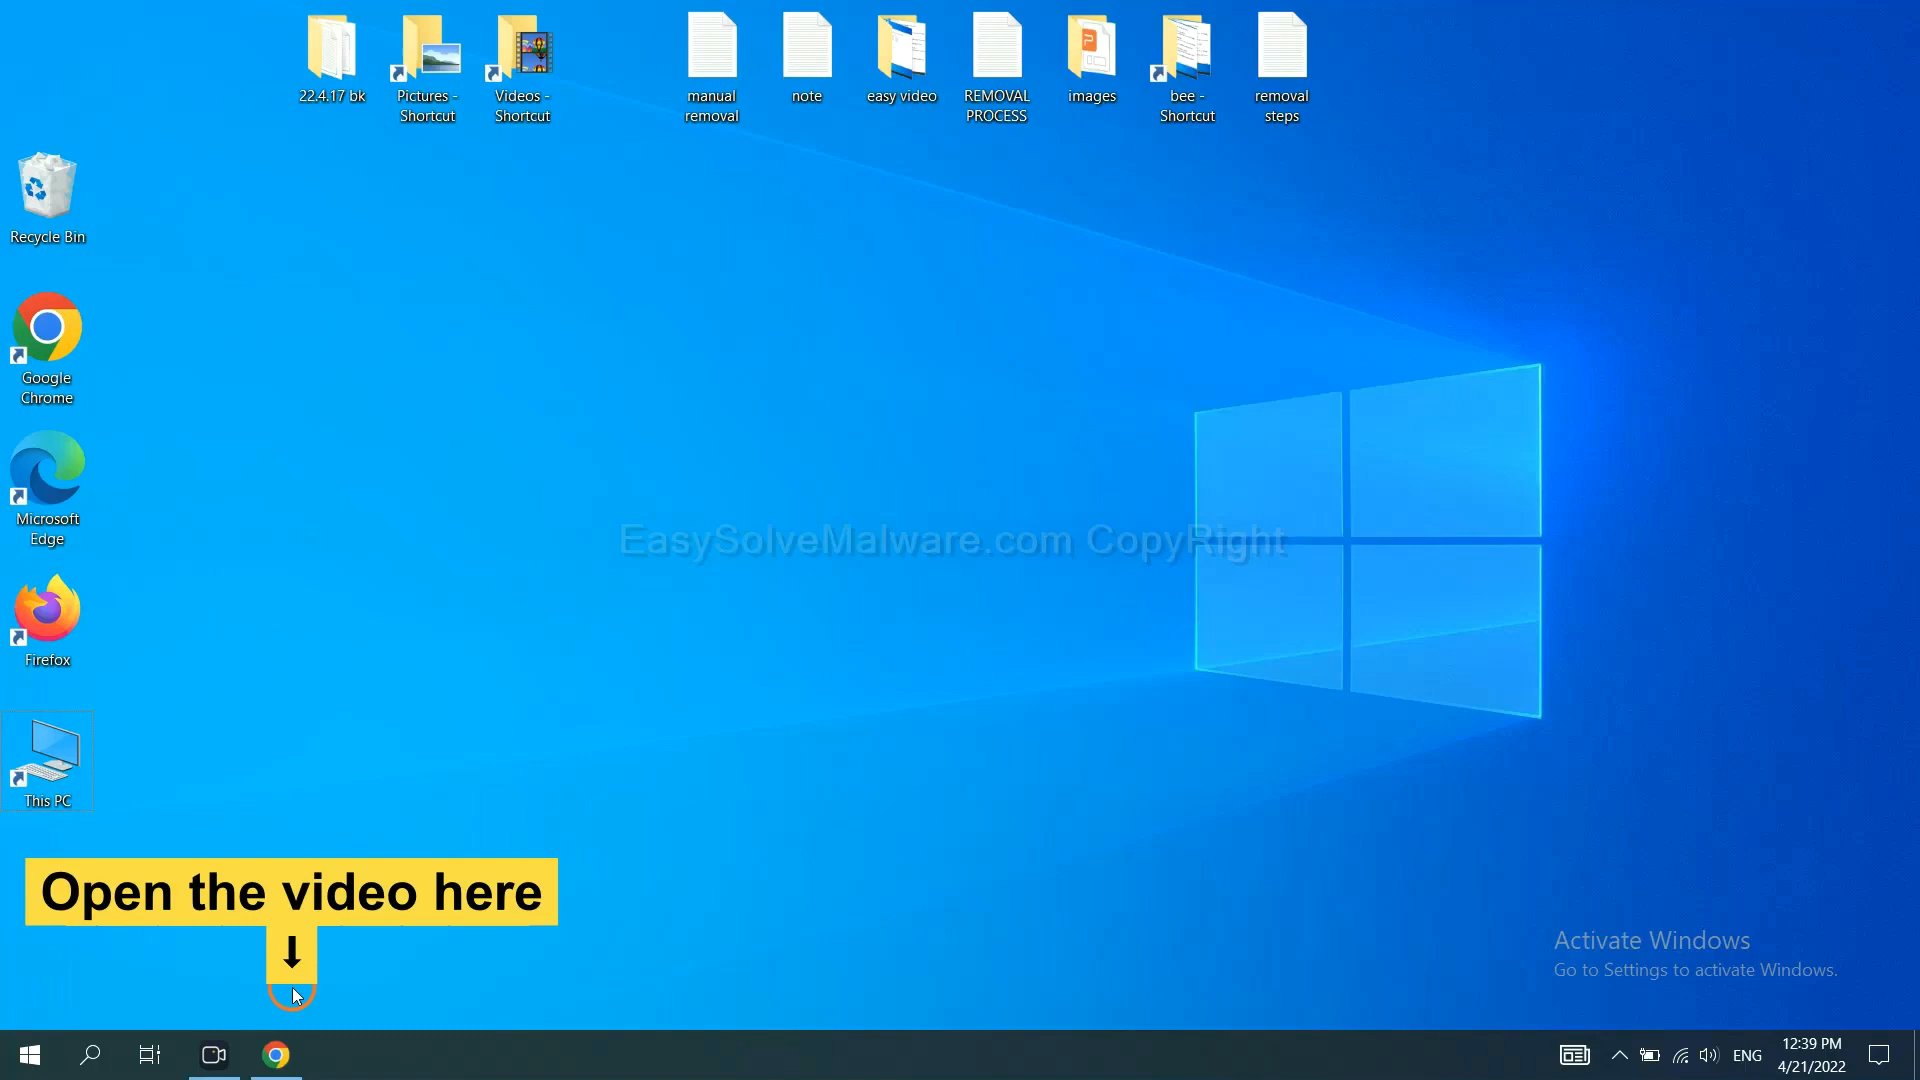 22.4.17 bk
Pictures -
Shortcut
Videos -
Shortcut
manual
removal
note
easy video
REMOVAL
PROCESS
images
bee -
Shortcut
removal
steps
Recycle Bin
Google
Chrome
Microsoft
Edge
EasySolveMalware.com CopyRight
Firefox
This PC
Open the video here
Activate Windows
Go to Settings to activate Windows.
ENG
12:39 PM
4/21/2022